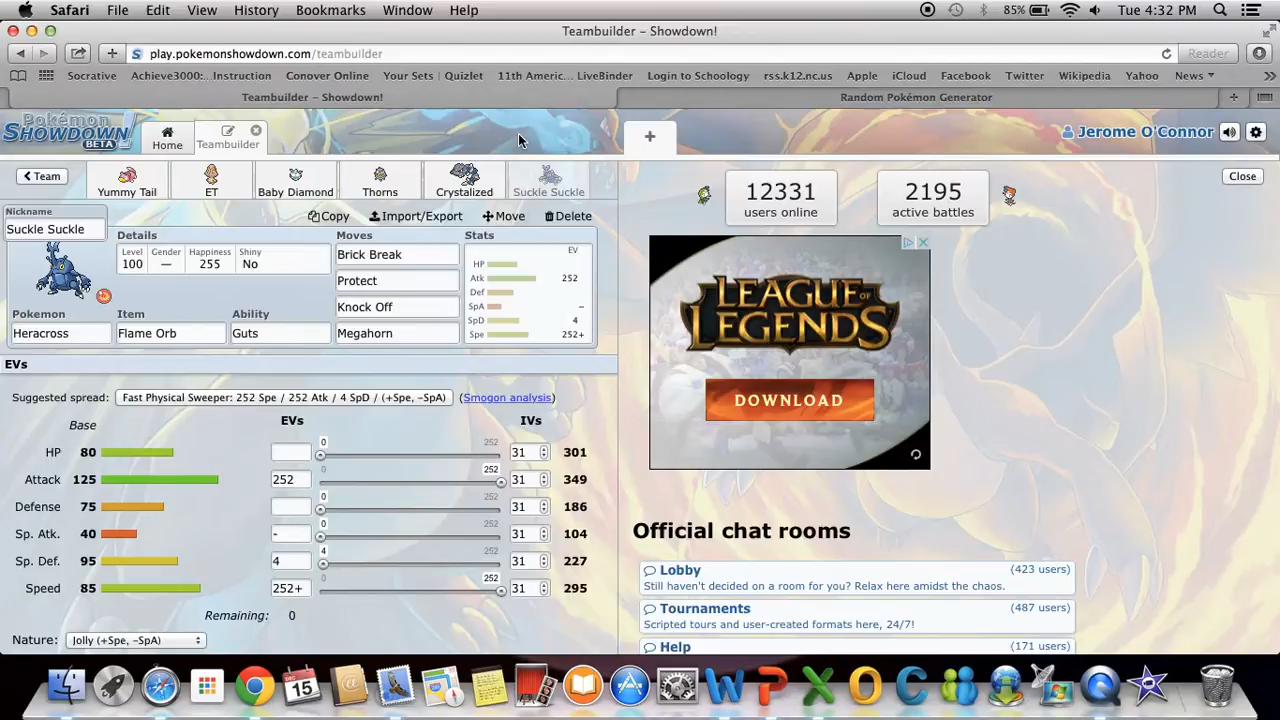 Safari File Edit View History Bookmarks Window Help 85% Tue 4:32 PM
Teambuilder – Showdown!
play.pokemonshowdown.com/teambuilder Reader
Socrative Achieve3000:...Instruction Conover Online Your Sets | Quizlet 11th Americ... LiveBinder Login to Schoology rss.k12.nc.us Apple iCloud Facebook Twitter Wikipedia Yahoo News
Teambuilder – Showdown! Random Pokémon Generator
Pokémon SHOWDOWN! BETA Home Teambuilder Jerome O'Connor
Team Yummy Tail ET Baby Diamond Thorns Crystalized Suckle Suckle Close
Nickname
Suckle Suckle
Copy Import/Export Move Delete
Details Moves Stats
Level Gender Happiness Shiny
100 — 255 No
Brick Break
Protect
Knock Off
Megahorn
EV
HP
Atk 252
Def
SpA –
SpD 4
Spe 252+
Pokemon Item Ability
Heracross Flame Orb Guts
EVs
Suggested spread: Fast Physical Sweeper: 252 Spe / 252 Atk / 4 SpD / (+Spe, –SpA) (Smogon analysis)
Base EVs IVs
HP 80 0 252 31 301
Attack 125 252 0 252 31 349
Defense 75 0 252 31 186
Sp. Atk. 40 - 0 252 31 104
Sp. Def. 95 4 4 252 31 227
Speed 85 252+ 0 252 31 295
Remaining: 0
Nature: Jolly (+Spe, –SpA)
12331
users online
2195
active battles
LEAGUE OF
LEGENDS
DOWNLOAD
Official chat rooms
Lobby (423 users)
Still haven't decided on a room for you? Relax here amidst the chaos.
Tournaments (487 users)
Scripted tours and user-created formats here, 24/7!
Help (171 users)
DEC
15